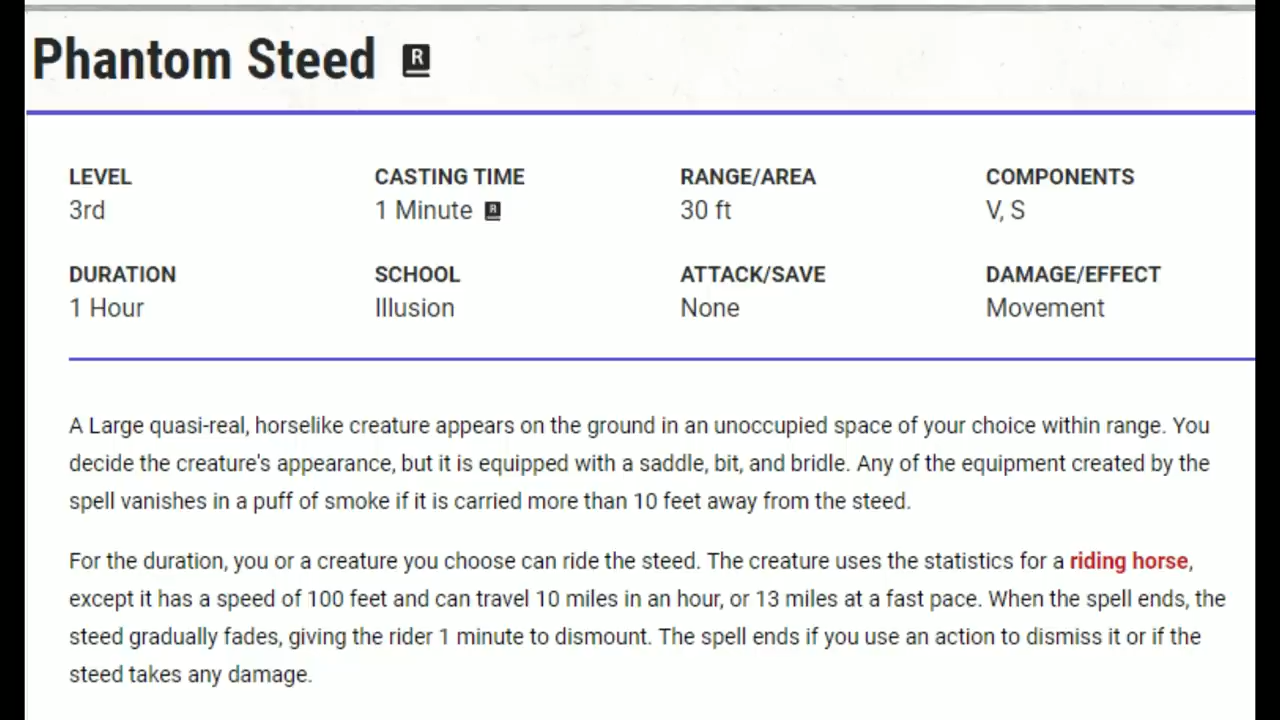 Phantom Steed R
LEVEL CASTING TIME RANGE/AREA COMPONENTS
3rd 1 Minute R 30 ft V, S
DURATION SCHOOL ATTACK/SAVE DAMAGE/EFFECT
1 Hour Illusion None Movement
A Large quasi-real, horselike creature appears on the ground in an unoccupied space of your choice within range. You
decide the creature's appearance, but it is equipped with a saddle, bit, and bridle. Any of the equipment created by the
spell vanishes in a puff of smoke if it is carried more than 10 feet away from the steed.
For the duration, you or a creature you choose can ride the steed. The creature uses the statistics for a riding horse,
except it has a speed of 100 feet and can travel 10 miles in an hour, or 13 miles at a fast pace. When the spell ends, the
steed gradually fades, giving the rider 1 minute to dismount. The spell ends if you use an action to dismiss it or if the
steed takes any damage.